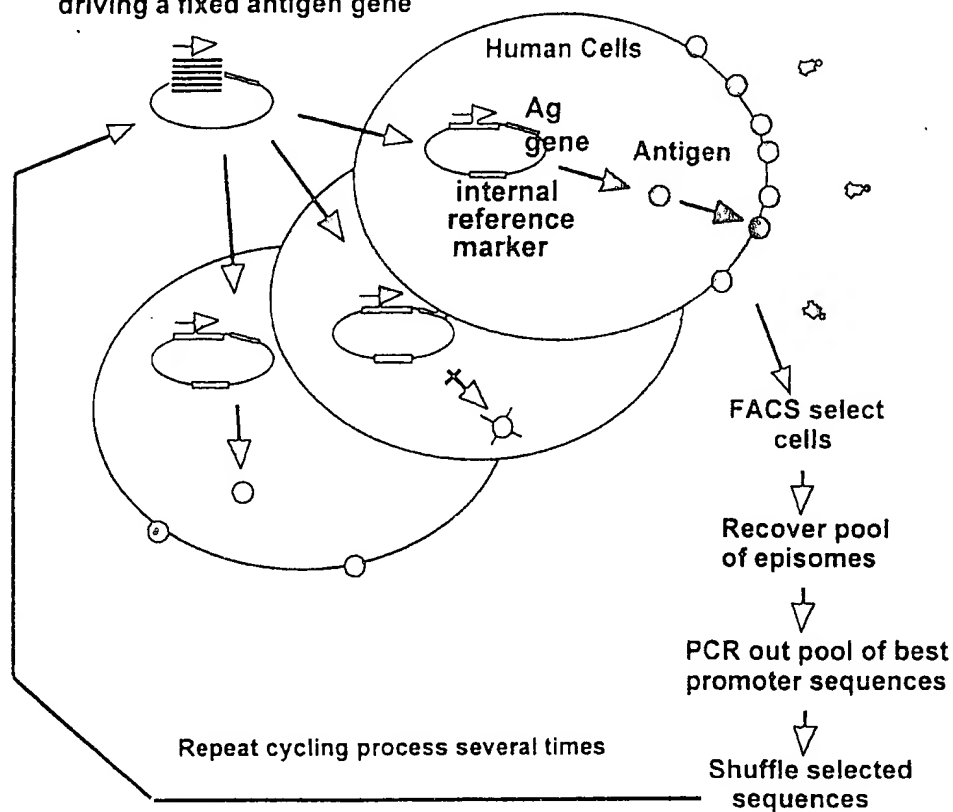 driving a fixed antigen gene
Human Cells
Ag
gene
Antigen
internal
reference
marker
FACS select
cells
Recover pool
of episomes
PCR out pool of best
promoter sequences
Shuffle selected
sequences
Repeat cycling process several times